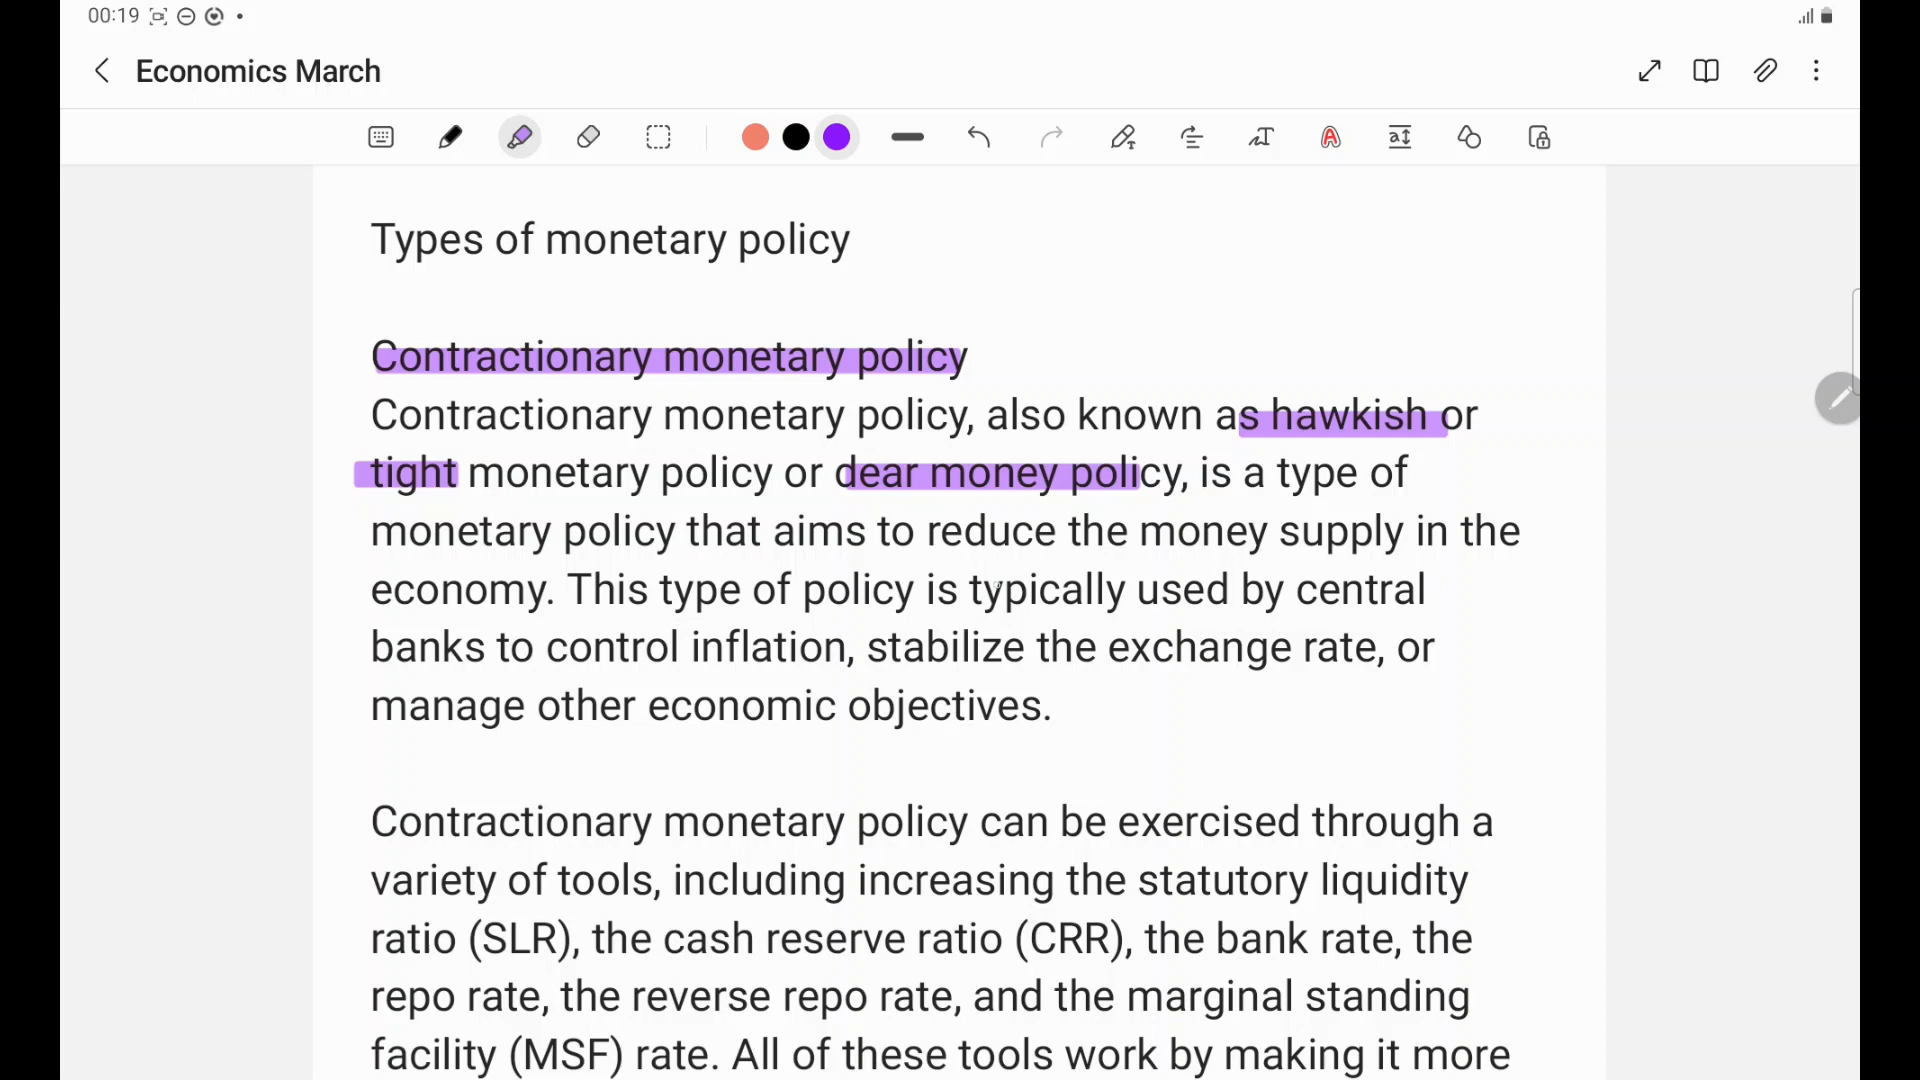 00:19
Economics March
Types of monetary policy
Contractionary monetary policy
Contractionary monetary policy, also known as hawkish or
tight monetary policy or dear money policy, is a type of
monetary policy that aims to reduce the money supply in the
economy. This type of policy is typically used by central
banks to control inflation, stabilize the exchange rate, or
manage other economic objectives.
Contractionary monetary policy can be exercised through a
variety of tools, including increasing the statutory liquidity
ratio (SLR), the cash reserve ratio (CRR), the bank rate, the
repo rate, the reverse repo rate, and the marginal standing
facility (MSF) rate. All of these tools work by making it more